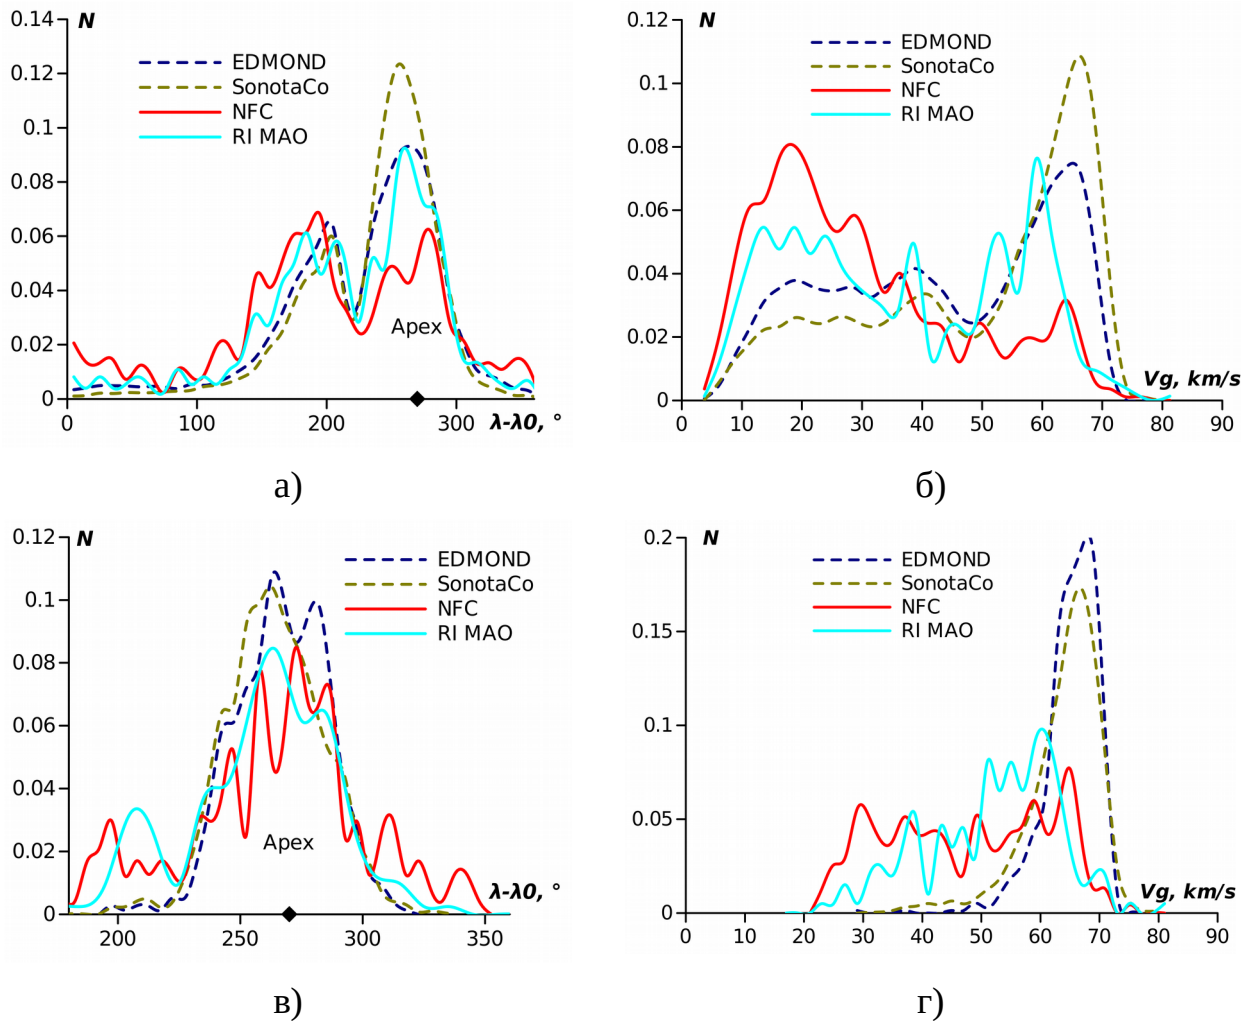 0.14
N
0.12
0.1
0.08
0.06
0.04
0.02
0
EDMOND
SonotaCo
NFC
RI MAO
Apex
0
100
200
300
λ-λ0, °
а)
0.12
N
0.1
0.08
0.06
0.04
0.02
0
EDMOND
SonotaCo
NFC
RI MAO
Vg, km/s
0
10
20
30
40
50
60
70
80
90
б)
0.12
N
0.1
0.08
0.06
0.04
0.02
0
EDMOND
SonotaCo
NFC
RI MAO
Apex
λ-λ0, °
200
250
300
350
в)
0.2
N
0.15
0.1
0.05
0
EDMOND
SonotaCo
NFC
RI MAO
Vg, km/s
0
10
20
30
40
50
60
70
80
90
г)